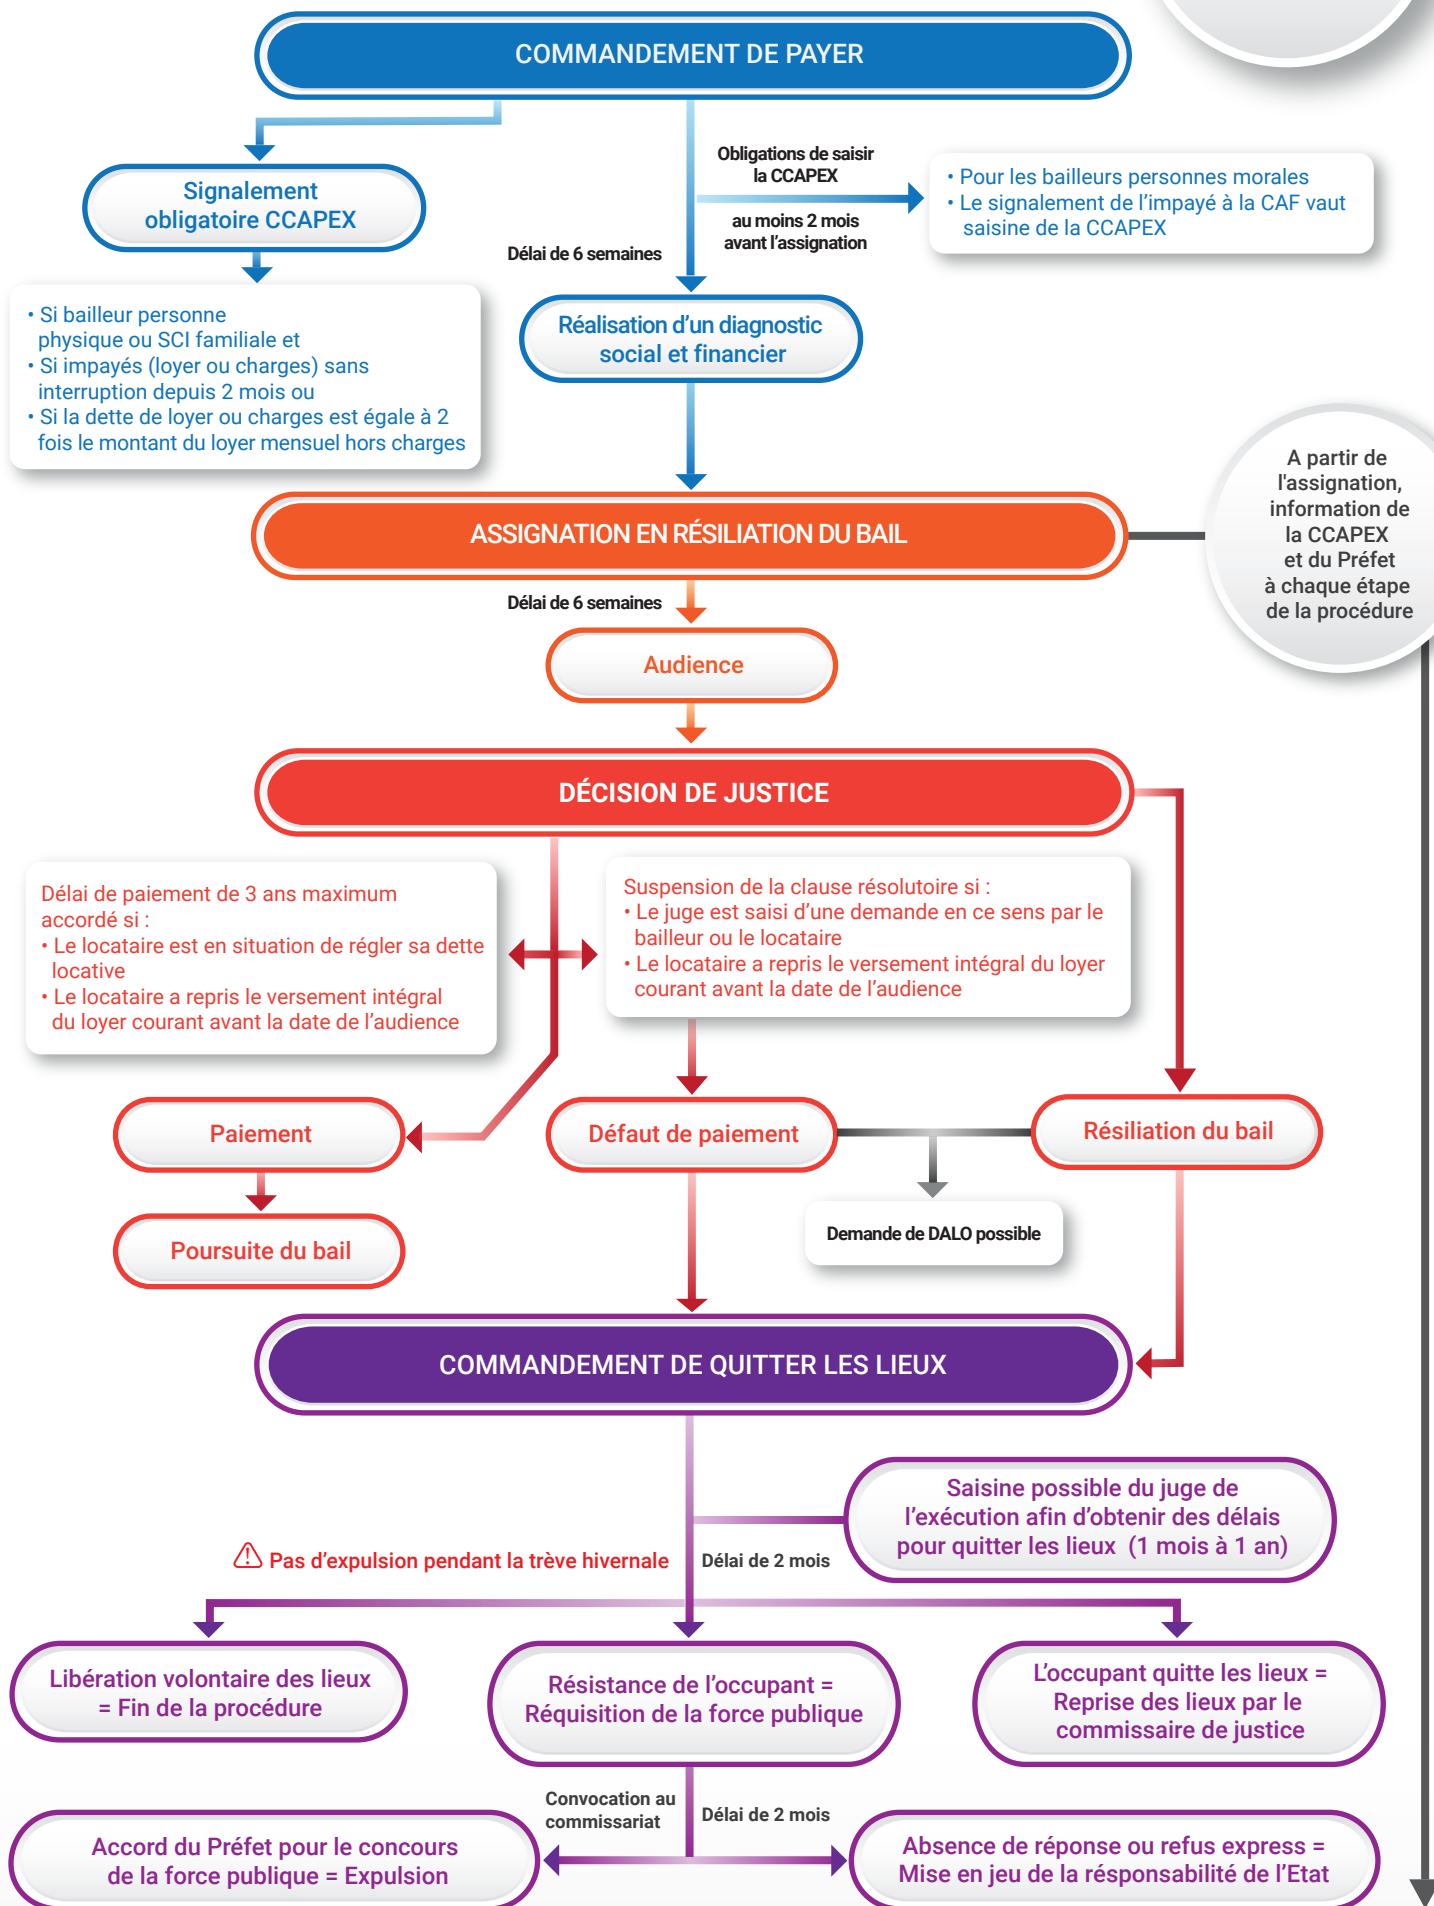 COMMANDEMENT DE PAYER
Signalement
obligatoire CCAPEX
Obligations de saisir
la CCAPEX
au moins 2 mois
avant l'assignation
• Pour les bailleurs personnes morales
• Le signalement de l'impayé à la CAF vaut
saisine de la CCAPEX
Délai de 6 semaines
• Si bailleur personne
physique ou SCI familiale et
• Si impayés (loyer ou charges) sans
interruption depuis 2 mois ou
• Si la dette de loyer ou charges est égale à 2
fois le montant du loyer mensuel hors charges
Réalisation d'un diagnostic
social et financier
A partir de
l'assignation,
information de
la CCAPEX
et du Préfet
à chaque étape
de la procédure
ASSIGNATION EN RÉSILIATION DU BAIL
Délai de 6 semaines
Audience
DÉCISION DE JUSTICE
Délai de paiement de 3 ans maximum
accordé si :
• Le locataire est en situation de régler sa dette
locative
• Le locataire a repris le versement intégral
du loyer courant avant la date de l'audience
Suspension de la clause résolutoire si :
• Le juge est saisi d'une demande en ce sens par le
bailleur ou le locataire
• Le locataire a repris le versement intégral du loyer
courant avant la date de l'audience
Paiement
Défaut de paiement
Résiliation du bail
Poursuite du bail
Demande de DALO possible
COMMANDEMENT DE QUITTER LES LIEUX
Saisine possible du juge de
l'exécution afin d'obtenir des délais
pour quitter les lieux (1 mois à 1 an)
Pas d'expulsion pendant la trève hivernale
Délai de 2 mois
Libération volontaire des lieux
= Fin de la procédure
Résistance de l'occupant =
Réquisition de la force publique
L'occupant quitte les lieux =
Reprise des lieux par le
commissaire de justice
Convocation au
commissariat
Délai de 2 mois
Accord du Préfet pour le concours
de la force publique = Expulsion
Absence de réponse ou refus express =
Mise en jeu de la résponsabilité de l'Etat